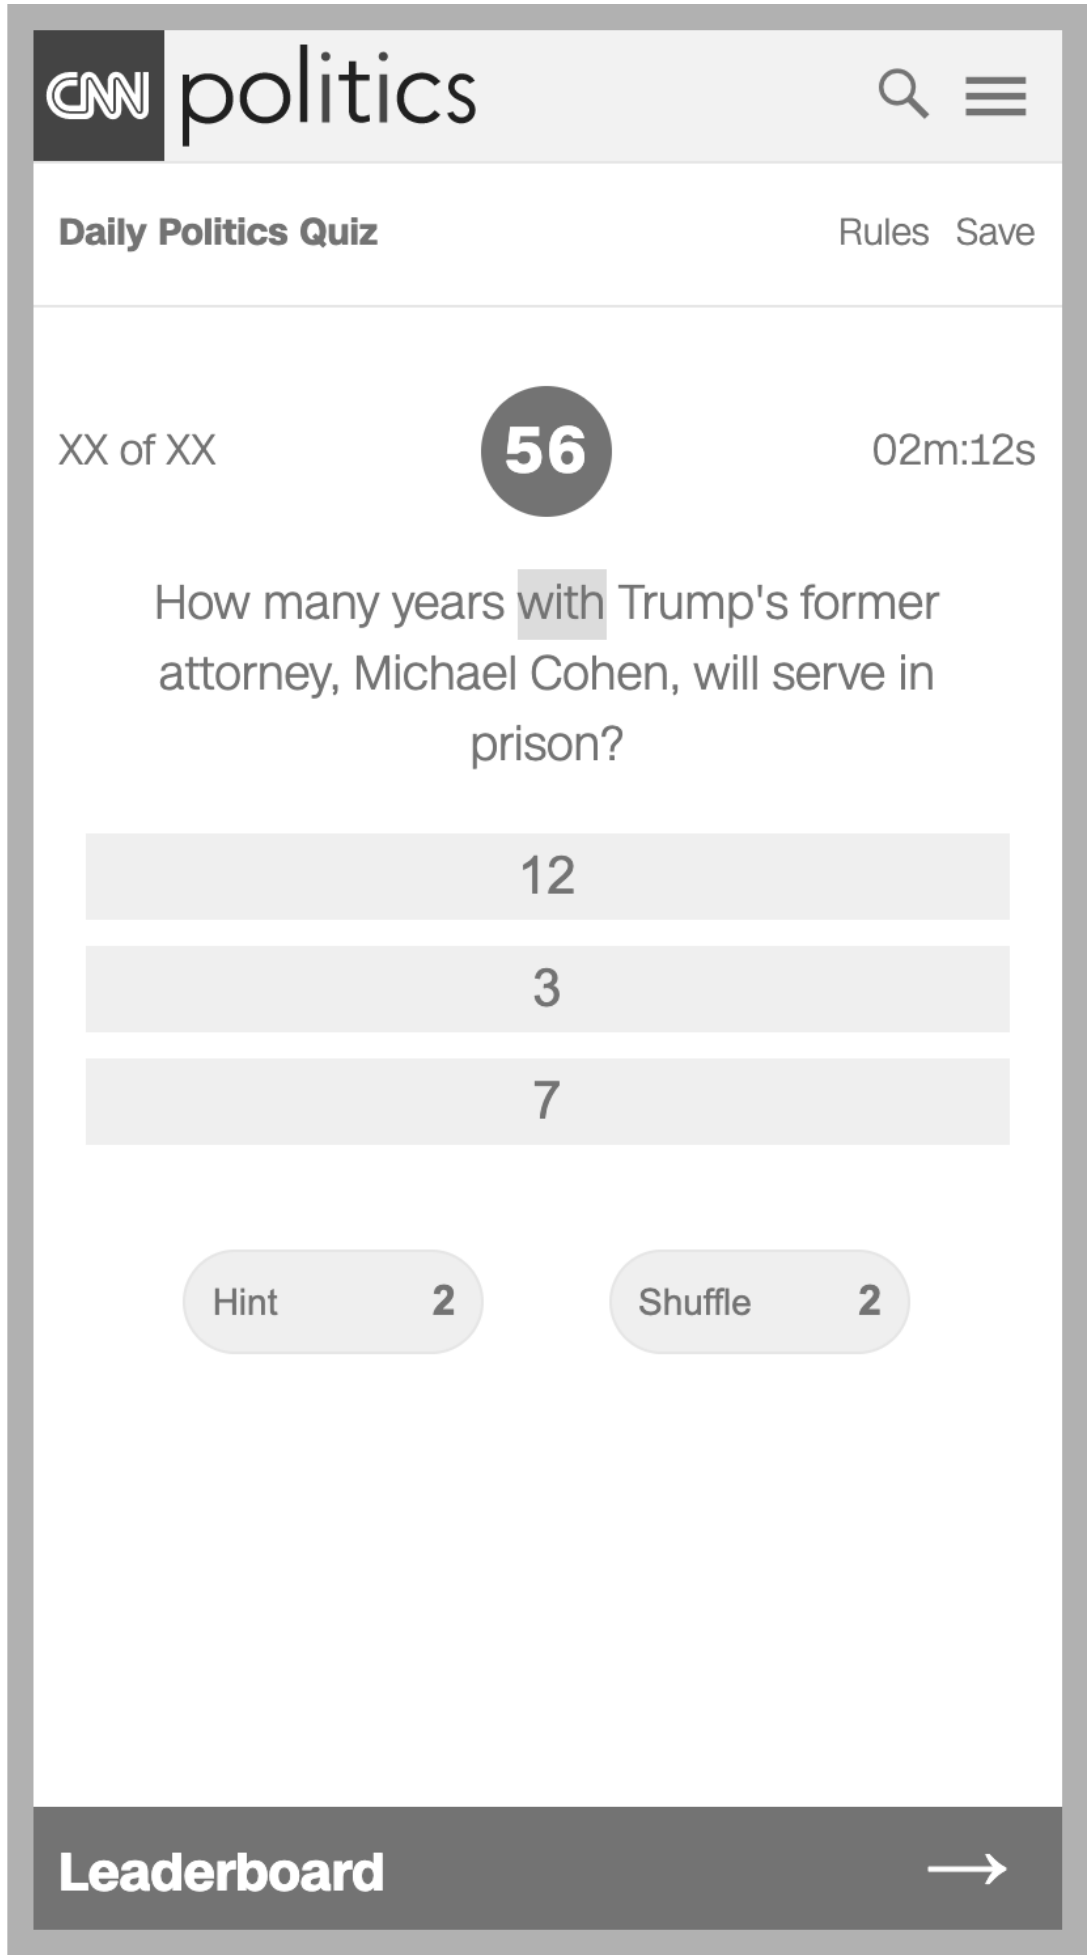 CNN politics
Daily Politics Quiz Rules Save
XX of XX 56 02m:12s
How many years with Trump's former
attorney, Michael Cohen, will serve in
prison?
12
3
7
Hint 2 Shuffle 2
Leaderboard